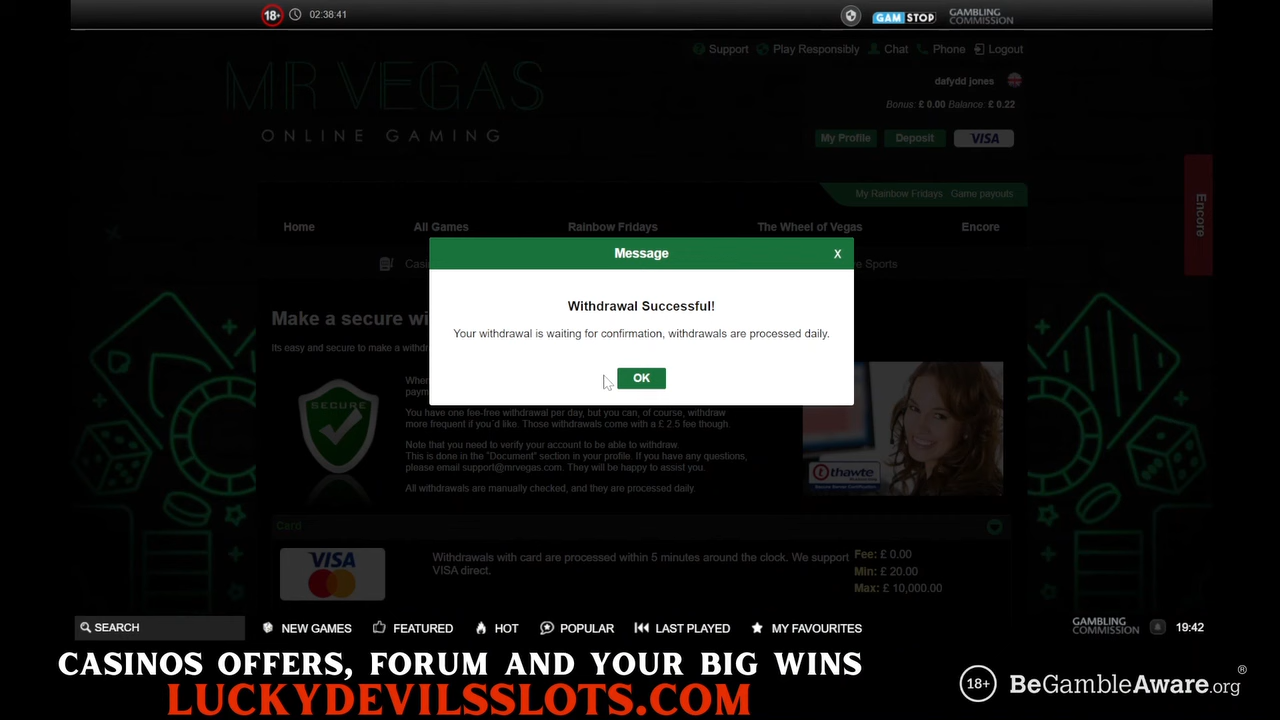 18+ 02:38:41 GAMSTOP GAMBLING COMMISSION
Support Play Responsibly Chat Phone Logout
MR VEGAS
ONLINE GAMING
dafydd jones
Bonus: £ 0.00 Balance: £ 0.22
My Profile Deposit VISA
My Rainbow Fridays Game payouts
Encore
Home All Games Rainbow Fridays The Wheel of Vegas Encore
Message X
Withdrawal Successful!
Your withdrawal is waiting for confirmation, withdrawals are processed daily.
OK
Make a secure
SECURE
You have one fee-free withdrawal per day, but you can, of course, withdraw
more frequent if you'd like. Those withdrawals come with a £ 2.5 fee though.
Note that you need to verify your account to be able to withdraw.
This is done in the "Document" section in your profile. If you have any questions,
please email support@mrvegas.com. They will be happy to assist you.
All withdrawals are manually checked, and they are processed daily.
thawte
Card
VISA
Withdrawals with card are processed within 5 minutes around the clock. We support
VISA direct.
Fee: £ 0.00
Min: £ 20.00
Max: £ 10,000.00
SEARCH NEW GAMES FEATURED HOT POPULAR LAST PLAYED MY FAVOURITES GAMBLING COMMISSION 19:42
CASINOS OFFERS, FORUM AND YOUR BIG WINS
LUCKYDEVILSSLOTS.COM
18+ BeGambleAware.org®